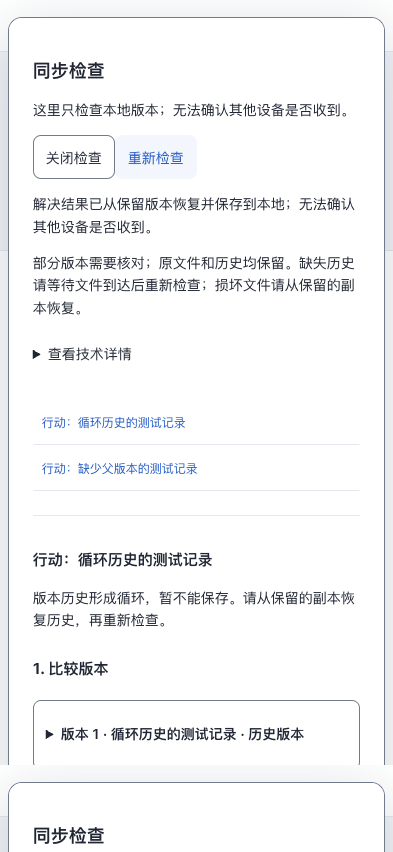 同步检查
这里只检查本地版本；无法确认其他设备是否收到。
关闭检查 重新检查
解决结果已从保留版本恢复并保存到本地；无法确认
其他设备是否收到。
部分版本需要核对；原文件和历史均保留。缺失历史
请等待文件到达后重新检查；损坏文件请从保留的副
本恢复。
▶ 查看技术详情
行动：循环历史的测试记录
行动：缺少父版本的测试记录
行动：循环历史的测试记录
版本历史形成循环，暂不能保存。请从保留的副本恢
复历史，再重新检查。
1. 比较版本
▶ 版本 1 · 循环历史的测试记录 · 历史版本
同步检查